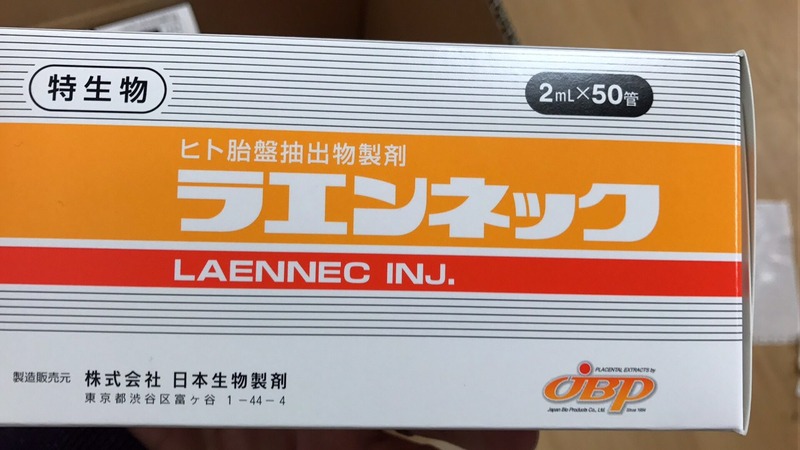 特生物
2mL×50管
ヒト胎盤抽出物製剤
ラエンネック
LAENNEC INJ.
製造販売元 株式会社 日本生物製剤
東京都渋谷区富ヶ谷 1-44-4
PLACENTAL EXTRACTS by
JBP
Japan Bio Products Co., Ltd. Since 1954